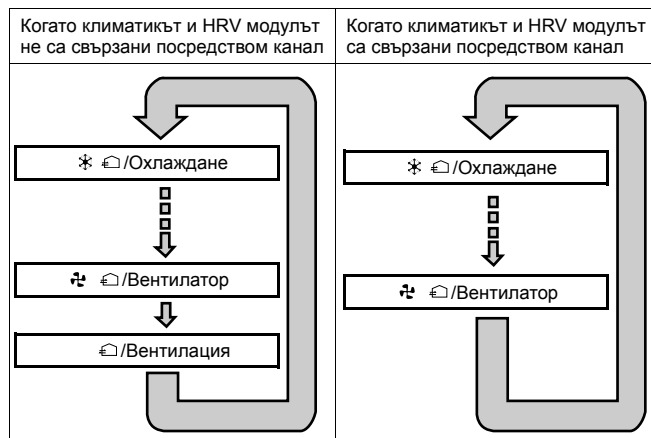 Когато климатикът и HRV модулът
не са свързани посредством канал
/Охлаждане
/Вентилатор
/Вентилация
Когато климатикът и HRV модулът
са свързани посредством канал
/Охлаждане
/Вентилатор